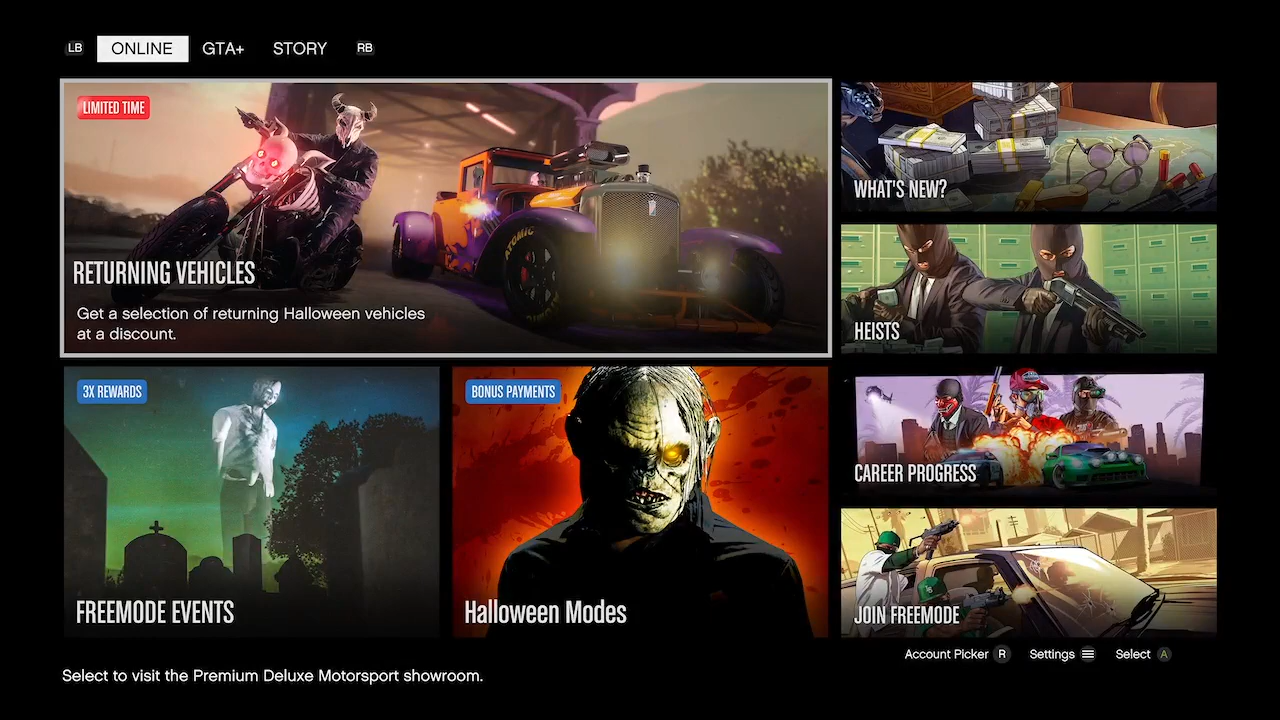 LB ONLINE GTA+ STORY RB
LIMITED TIME
RETURNING VEHICLES
Get a selection of returning Halloween vehicles
at a discount.
ATOMIC
WHAT'S NEW?
HEISTS
CAREER PROGRESS
JOIN FREEMODE
3X REWARDS
FREEMODE EVENTS
BONUS PAYMENTS
Halloween Modes
Account Picker R Settings Select A
Select to visit the Premium Deluxe Motorsport showroom.